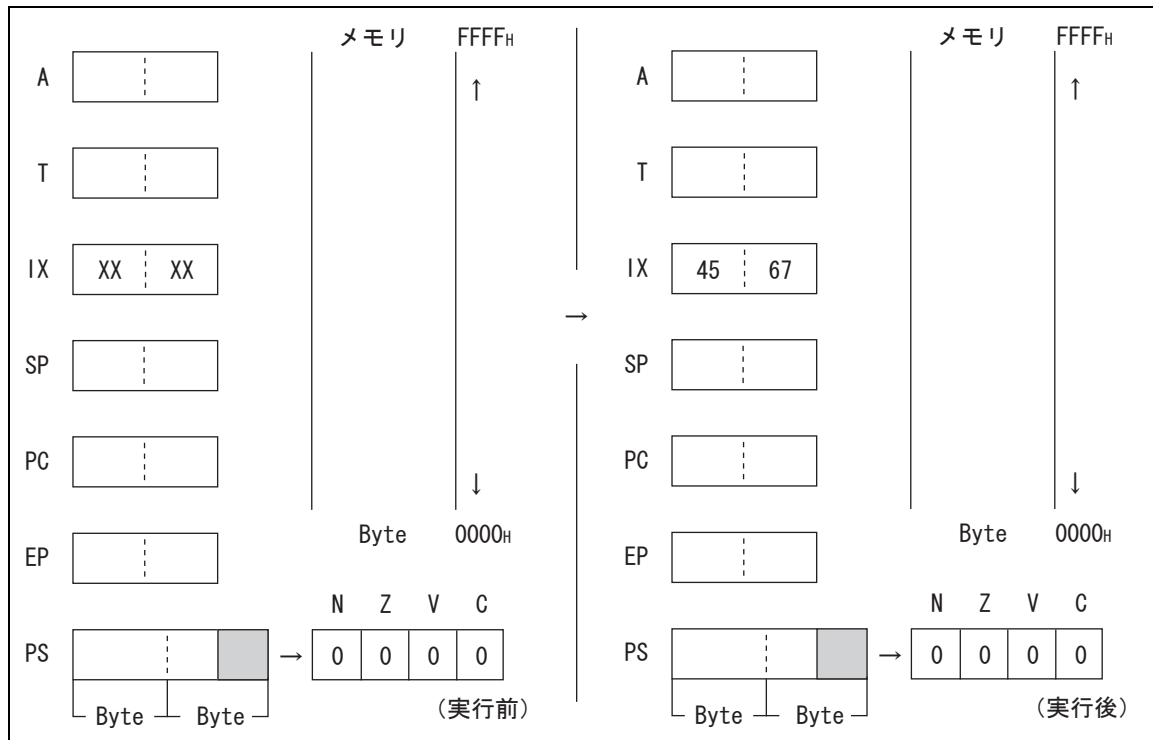 メモリ FFFFH
A
↑
T
IX XX XX
SP
PC
↓
Byte 0000H
EP
N Z V C
PS → 0 0 0 0
Byte Byte
(実行前)
→
メモリ FFFFH
A
↑
T
IX 45 67
SP
PC
↓
Byte 0000H
EP
N Z V C
PS → 0 0 0 0
Byte Byte
(実行後)